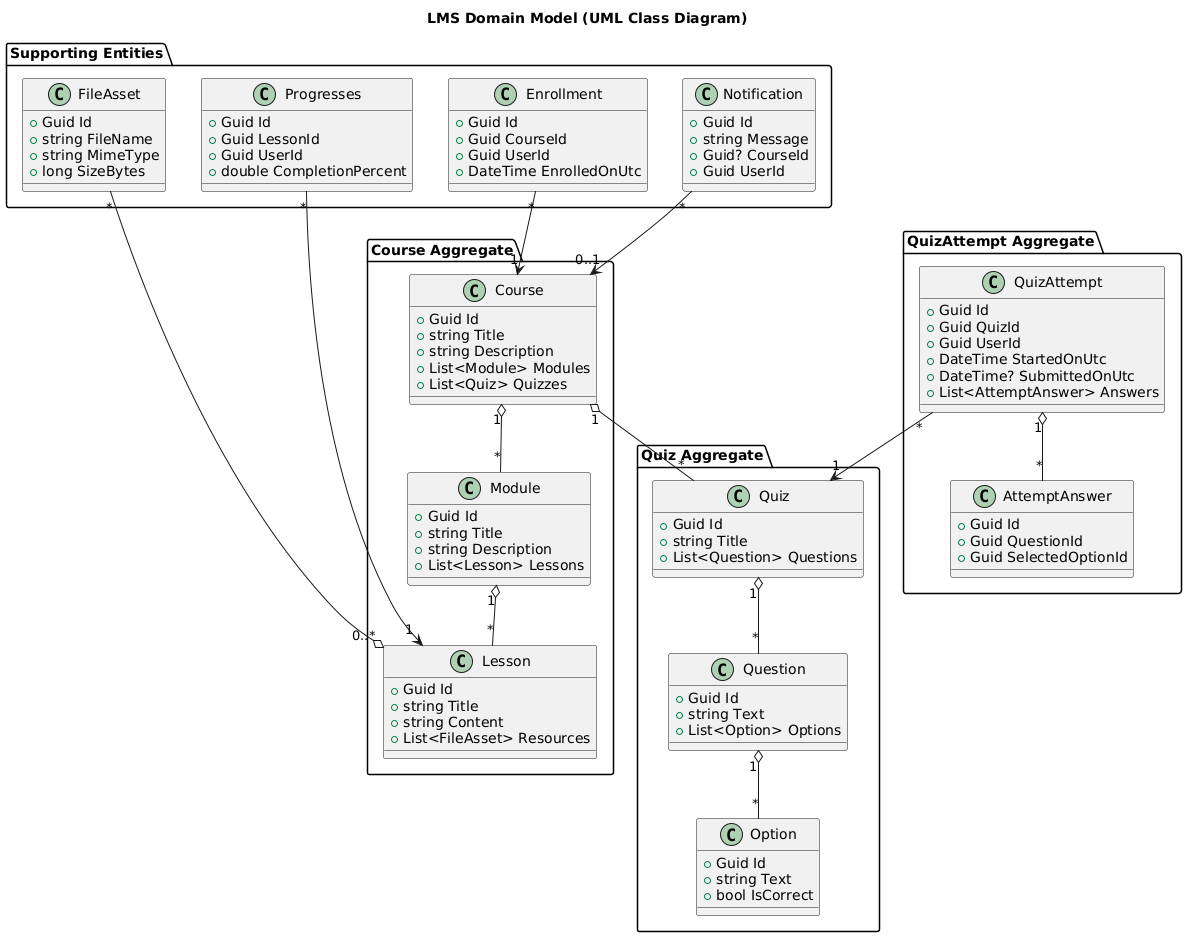 LMS Domain Model (UML Class Diagram)
Supporting Entities
C FileAsset
Guid Id
string FileName
string MimeType
long SizeBytes
C Progresses
Guid Id
Guid LessonId
Guid UserId
double CompletionPercent
C Enrollment
Guid Id
Guid CourseId
Guid UserId
DateTime EnrolledOnUtc
C Notification
Guid Id
string Message
Guid? CourseId
Guid UserId
*
*
*
*
Course Aggregate
1
0..1
C Course
Guid Id
string Title
string Description
List<Module> Modules
List<Quiz> Quizzes
1
1
*
C Module
Guid Id
string Title
string Description
List<Lesson> Lessons
1
*
0..*
1
C Lesson
Guid Id
string Title
string Content
List<FileAsset> Resources
Quiz Aggregate
*
1
C Quiz
Guid Id
string Title
List<Question> Questions
1
*
C Question
Guid Id
string Text
List<Option> Options
1
*
C Option
Guid Id
string Text
bool IsCorrect
QuizAttempt Aggregate
C QuizAttempt
Guid Id
Guid QuizId
Guid UserId
DateTime StartedOnUtc
DateTime? SubmittedOnUtc
List<AttemptAnswer> Answers
*
1
*
C AttemptAnswer
Guid Id
Guid QuestionId
Guid SelectedOptionId